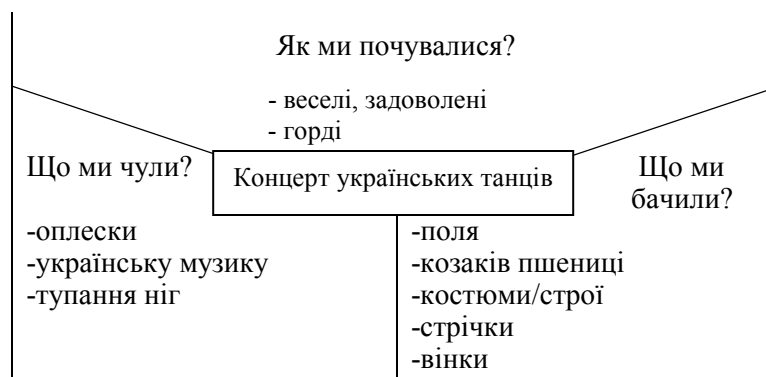 Як ми почувалися?
- веселі, задоволені
- горді
Що ми чули?
-оплески
-українську музику
-тупання ніг
Концерт українських танців
Що ми
бачили?
-поля
-козаків пшениці
-костюми/строї
-стрічки
-вінки